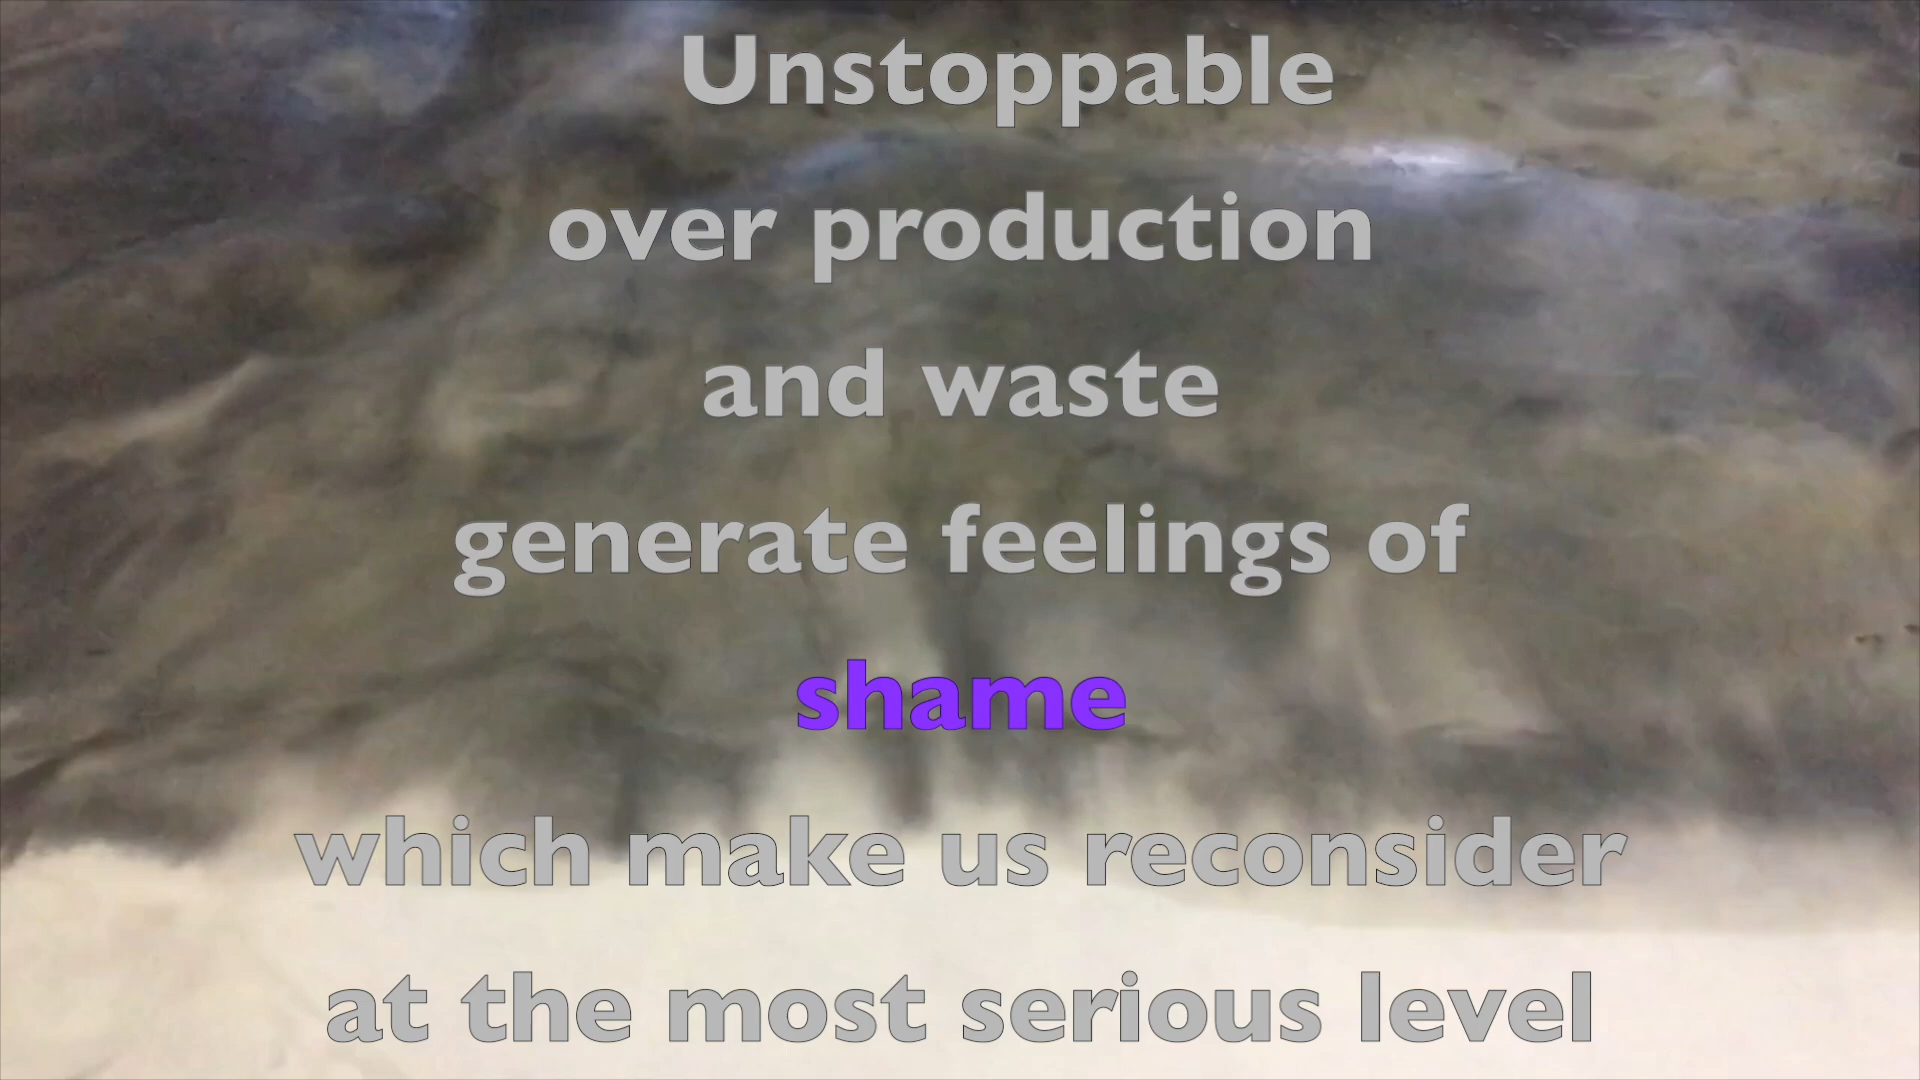 Unstoppable
over production
and waste
generate feelings of
shame
which make us reconsider
at the most serious level